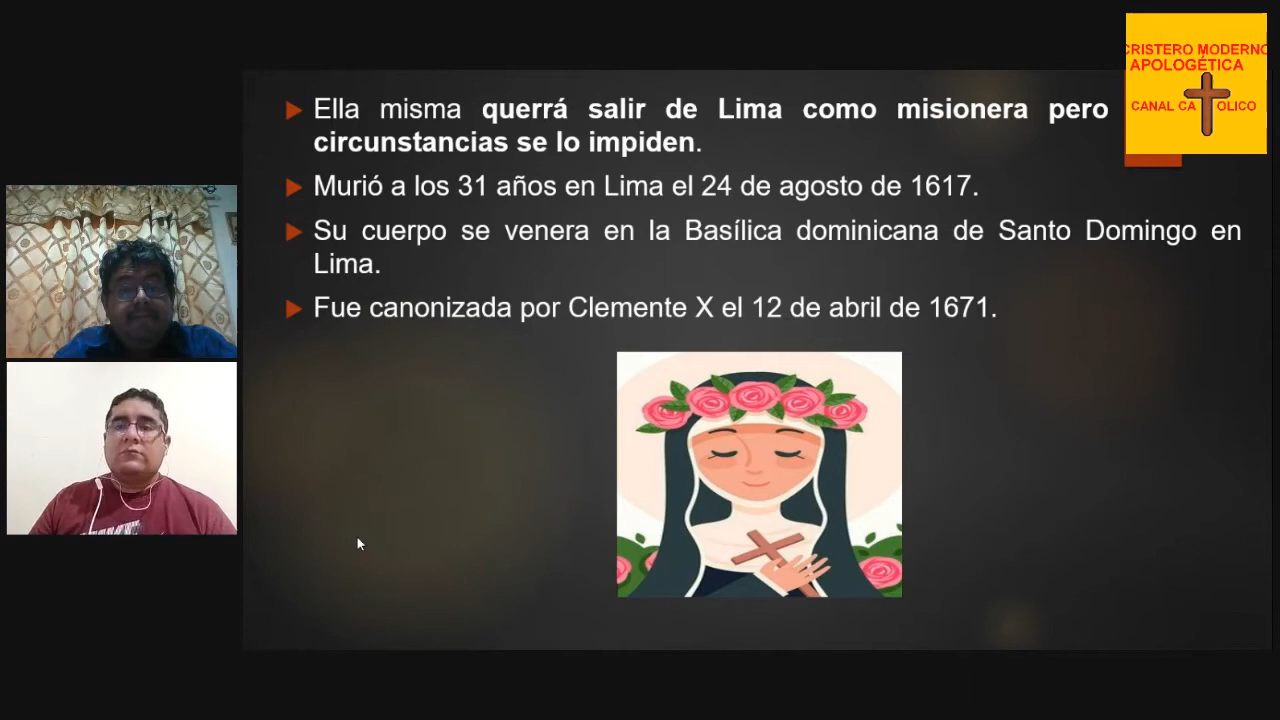 Ella misma querrá salir de Lima como misionera pero
circunstancias se lo impiden.
Murió a los 31 años en Lima el 24 de agosto de 1617.
Su cuerpo se venera en la Basílica dominicana de Santo Domingo en
Lima.
Fue canonizada por Clemente X el 12 de abril de 1671.
CRISTERO MODERNO
APOLOGÉTICA
CANAL CA OLICO